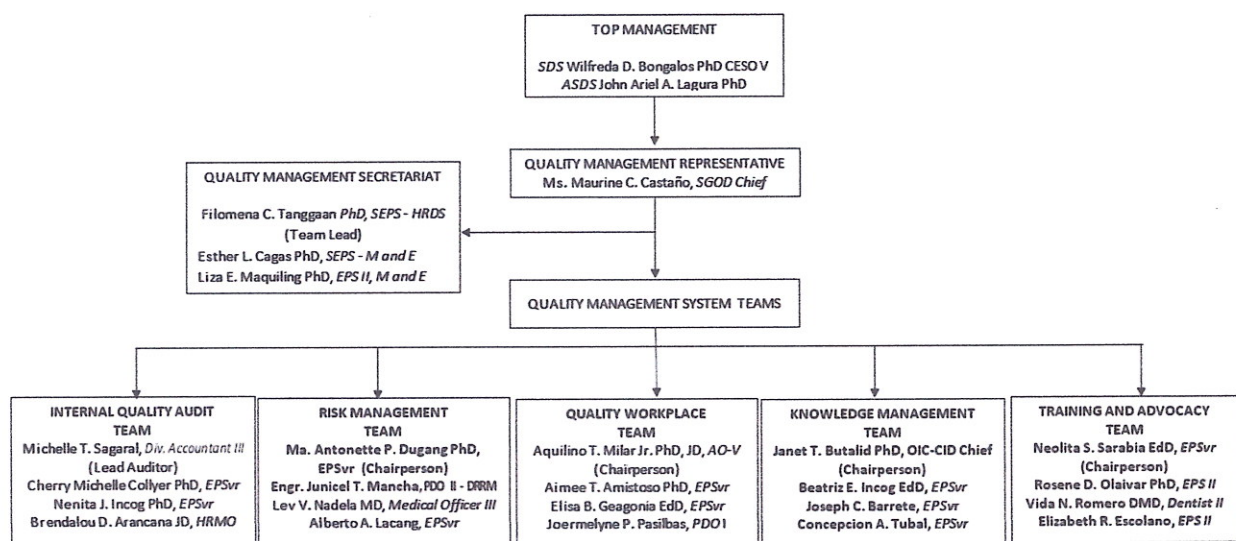 TOP MANAGEMENT
SDS Wilfreda D. Bongalos PhD CESO V
ASDS John Ariel A. Lagura PhD
QUALITY MANAGEMENT REPRESENTATIVE
Ms. Maurine C. Castaño, SGOD Chief
QUALITY MANAGEMENT SECRETARIAT
Filomena C. Tanggaan PhD, SEPS - HRDS
(Team Lead)
Esther L. Cagas PhD, SEPS - M and E
Liza E. Maquiling PhD, EPS II, M and E
QUALITY MANAGEMENT SYSTEM TEAMS
INTERNAL QUALITY AUDIT
TEAM
Michelle T. Sagaral, Div. Accountant III
(Lead Auditor)
Cherry Michelle Collyer PhD, EPSvr
Nenita J. Incog PhD, EPSvr
Brendalou D. Arancana JD, HRMO
RISK MANAGEMENT
TEAM
Ma. Antonette P. Dugang PhD,
EPSvr (Chairperson)
Engr. Junicel T. Mancha, PDO II - DRRM
Lev V. Nadela MD, Medical Officer III
Alberto A. Lacang, EPSvr
QUALITY WORKPLACE
TEAM
Aquilino T. Milar Jr. PhD, JD, AO-V
(Chairperson)
Aimee T. Amistoso PhD, EPSvr
Elisa B. Geagonia EdD, EPSvr
Joermelyne P. Pasilbas, PDO I
KNOWLEDGE MANAGEMENT
TEAM
Janet T. Butalid PhD, OIC-CID Chief
(Chairperson)
Beatriz E. Incog EdD, EPSvr
Joseph C. Barrete, EPSvr
Concepcion A. Tubal, EPSvr
TRAINING AND ADVOCACY
TEAM
Neolita S. Sarabia EdD, EPSvr
(Chairperson)
Rosene D. Olaivar PhD, EPS II
Vida N. Romero DMD, Dentist II
Elizabeth R. Escolano, EPS II